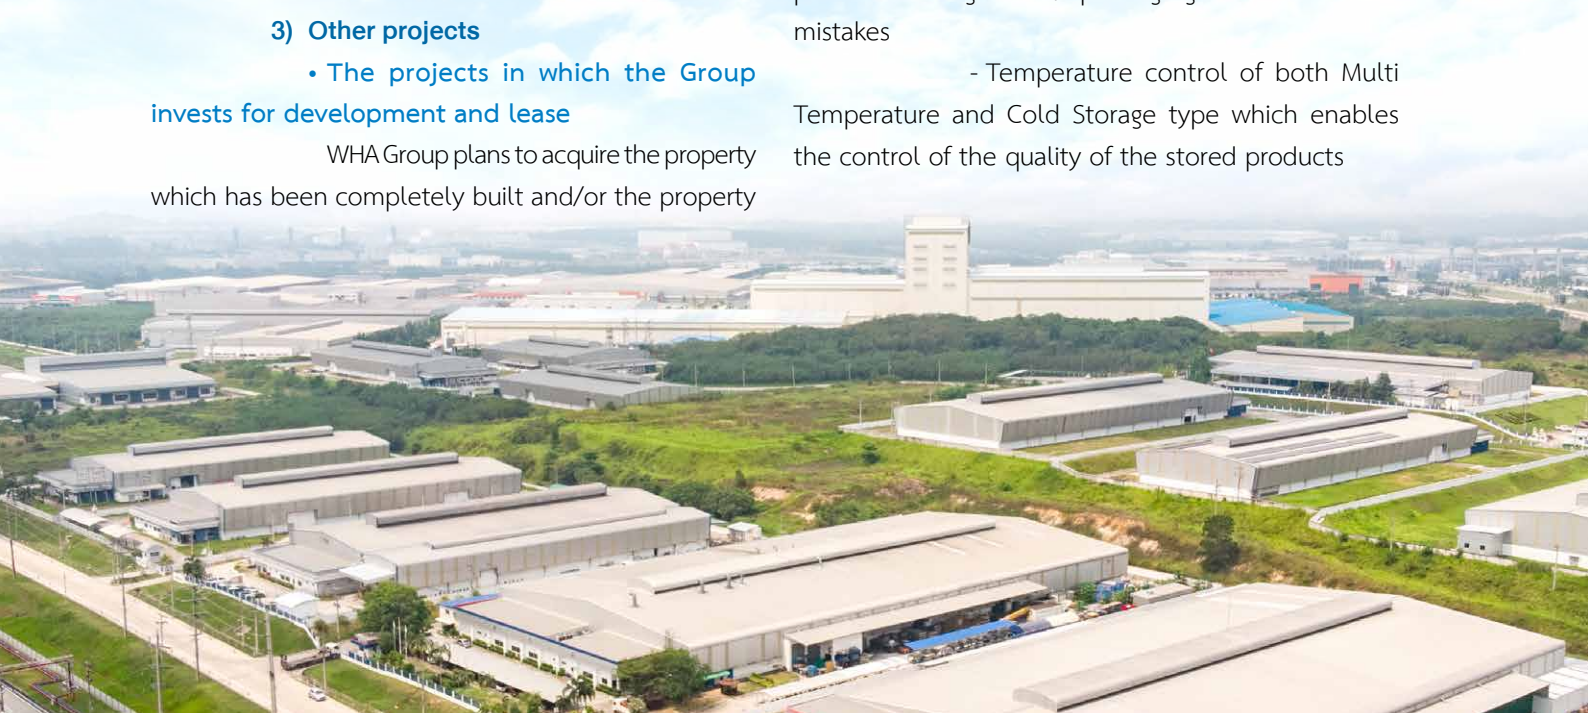 3) Other projects
• The projects in which the Group
invests for development and lease
WHA Group plans to acquire the property
which has been completely built and/or the property
mistakes
- Temperature control of both Multi
Temperature and Cold Storage type which enables
the control of the quality of the stored products